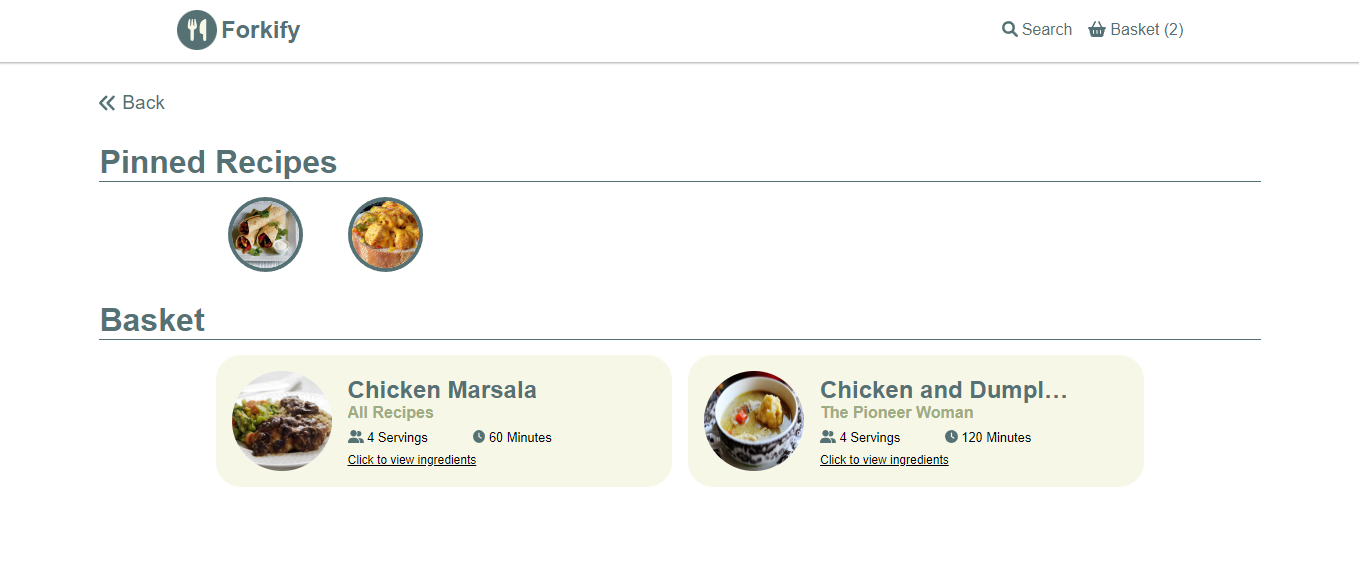 Forkify
Search
Basket (2)
Back
Pinned Recipes
Basket
Chicken Marsala
All Recipes
4 Servings
60 Minutes
Click to view ingredients
Chicken and Dumpl...
The Pioneer Woman
4 Servings
120 Minutes
Click to view ingredients